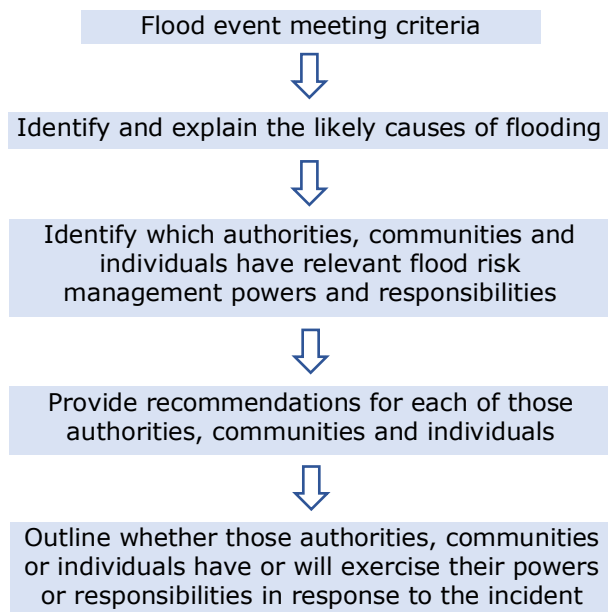 Flood event meeting criteria
Identify and explain the likely causes of flooding
Identify which authorities, communities and
individuals have relevant flood risk
management powers and responsibilities
Provide recommendations for each of those
authorities, communities and individuals
Outline whether those authorities, communities
or individuals have or will exercise their powers
or responsibilities in response to the incident